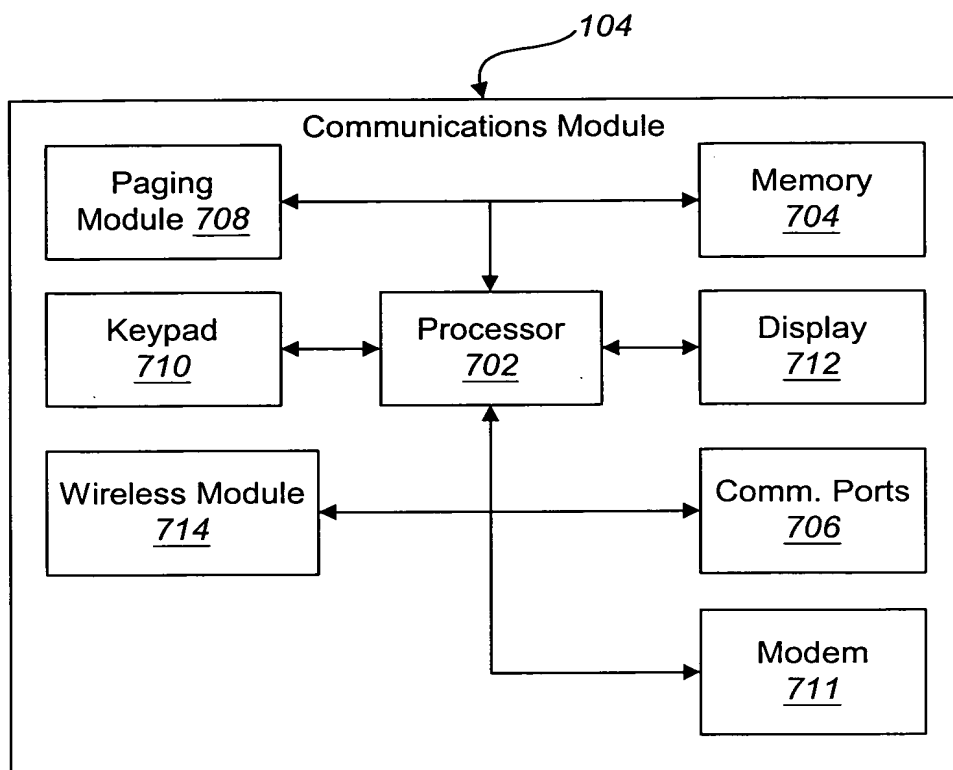 104
Communications Module
Paging
Module 708
Memory
704
Keypad
710
Processor
702
Display
712
Wireless Module
714
Comm. Ports
706
Modem
711